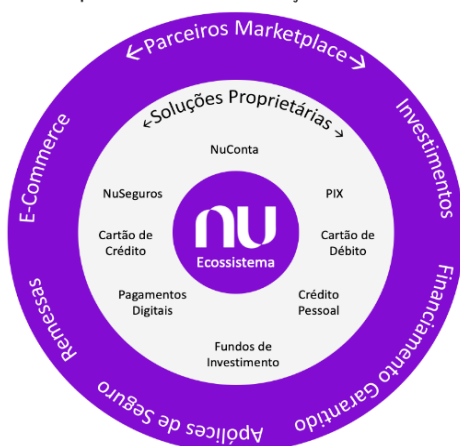 ←Parceiros Marketplace→
E-Commerce
Investimentos
←Soluções Proprietárias→
NuConta
NuSeguros
PIX
Cartão de
Crédito
nu
Ecossistema
Cartão de
Débito
Pagamentos
Digitais
Crédito
Pessoal
Fundos de
Investimento
Remessas
Financiamento Garantido
Apólices de Seguro